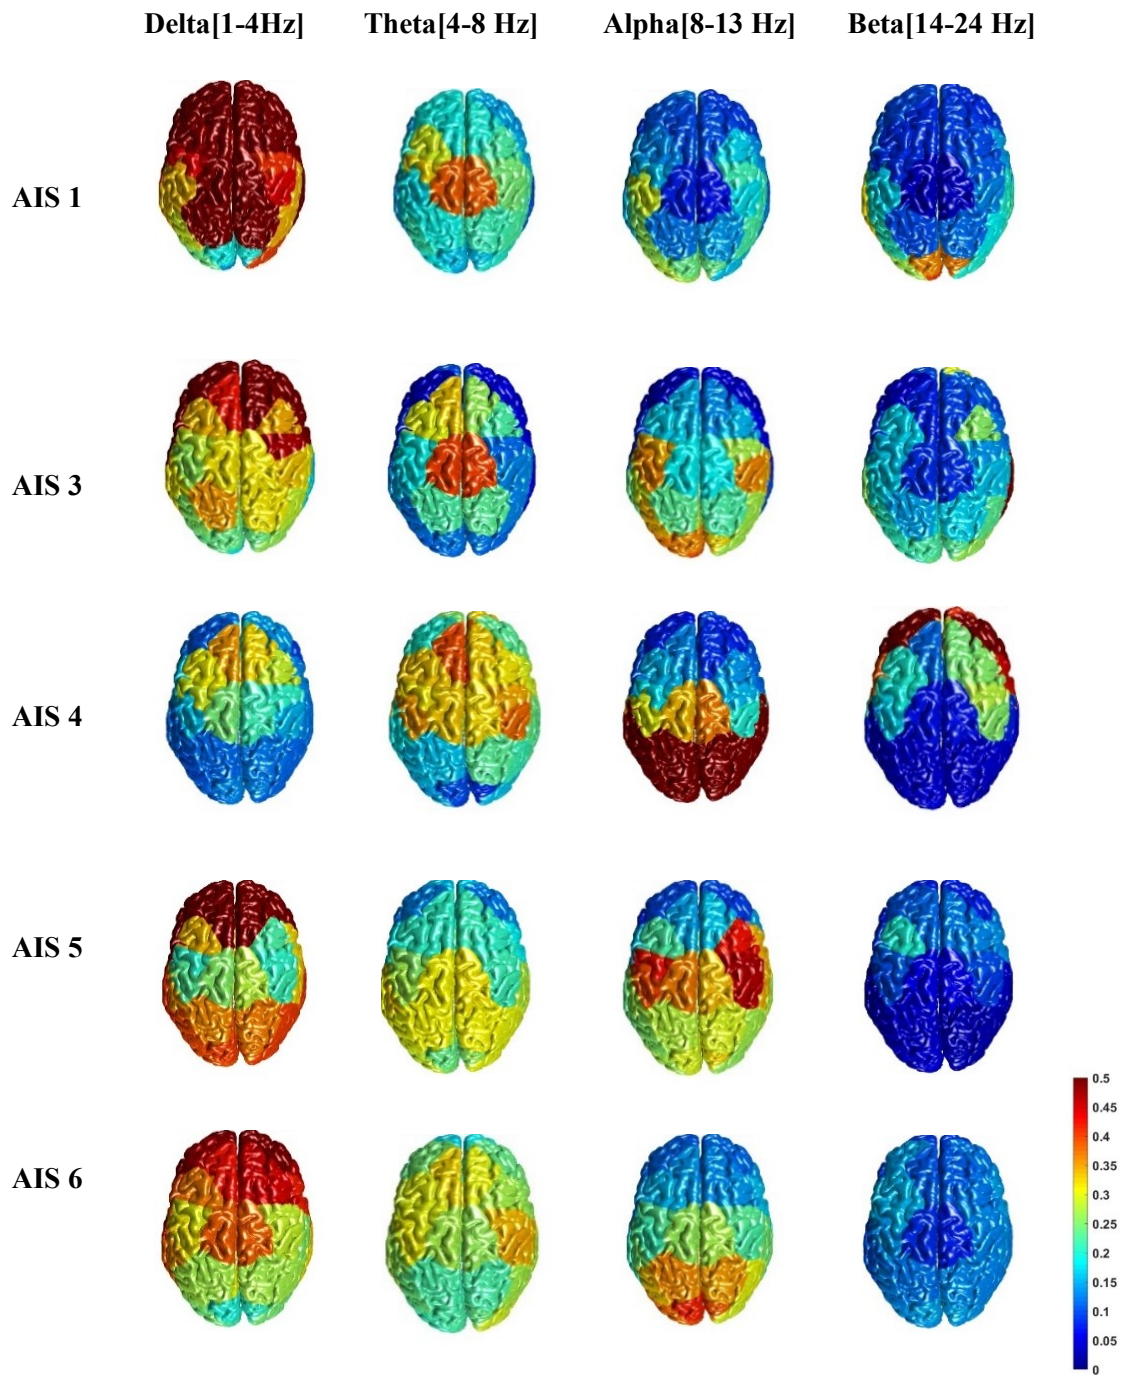 Delta[1-4Hz] Theta[4-8 Hz] Alpha[8-13 Hz] Beta[14-24 Hz]
AIS 1
AIS 3
AIS 4
AIS 5
AIS 6
0.5
0.45
0.4
0.35
0.3
0.25
0.2
0.15
0.1
0.05
0